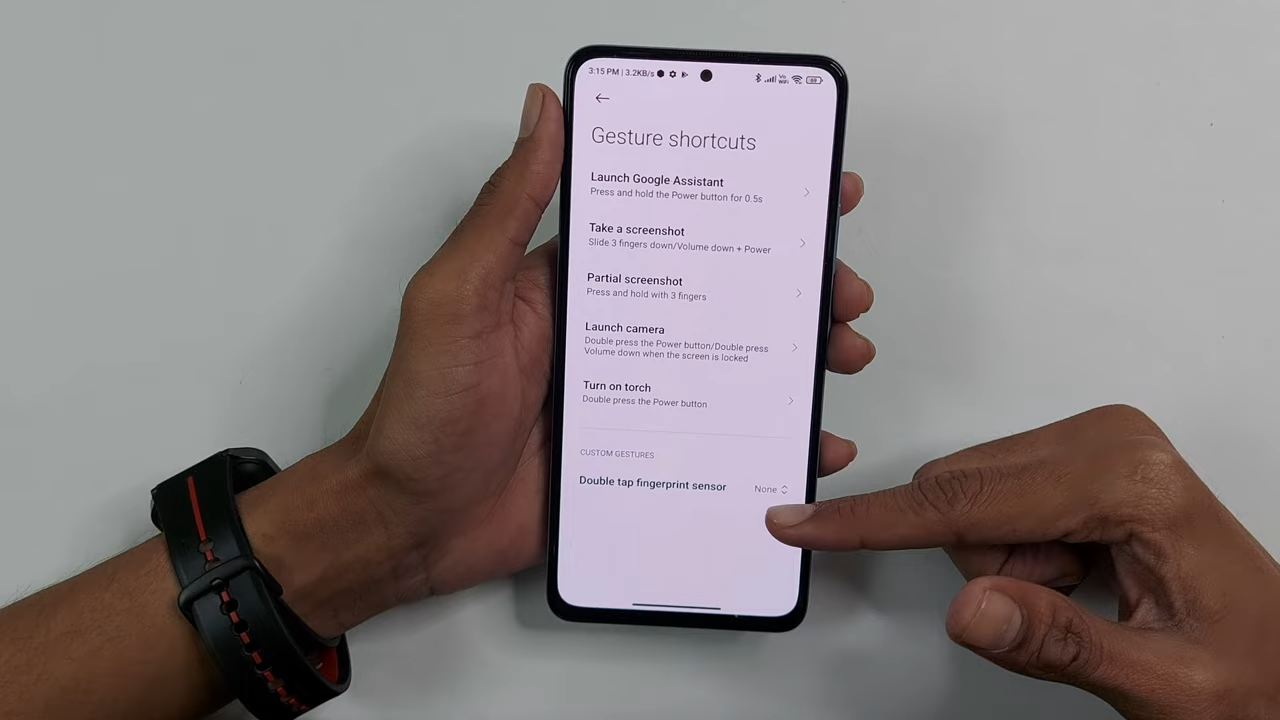 3:15 PM | 3.2KB/s
Vo
WiFi
69
Gesture shortcuts
Launch Google Assistant
Press and hold the Power button for 0.5s
Take a screenshot
Slide 3 fingers down/Volume down + Power
Partial screenshot
Press and hold with 3 fingers
Launch camera
Double press the Power button/Double press
Volume down when the screen is locked
Turn on torch
Double press the Power button
CUSTOM GESTURES
Double tap fingerprint sensor
None